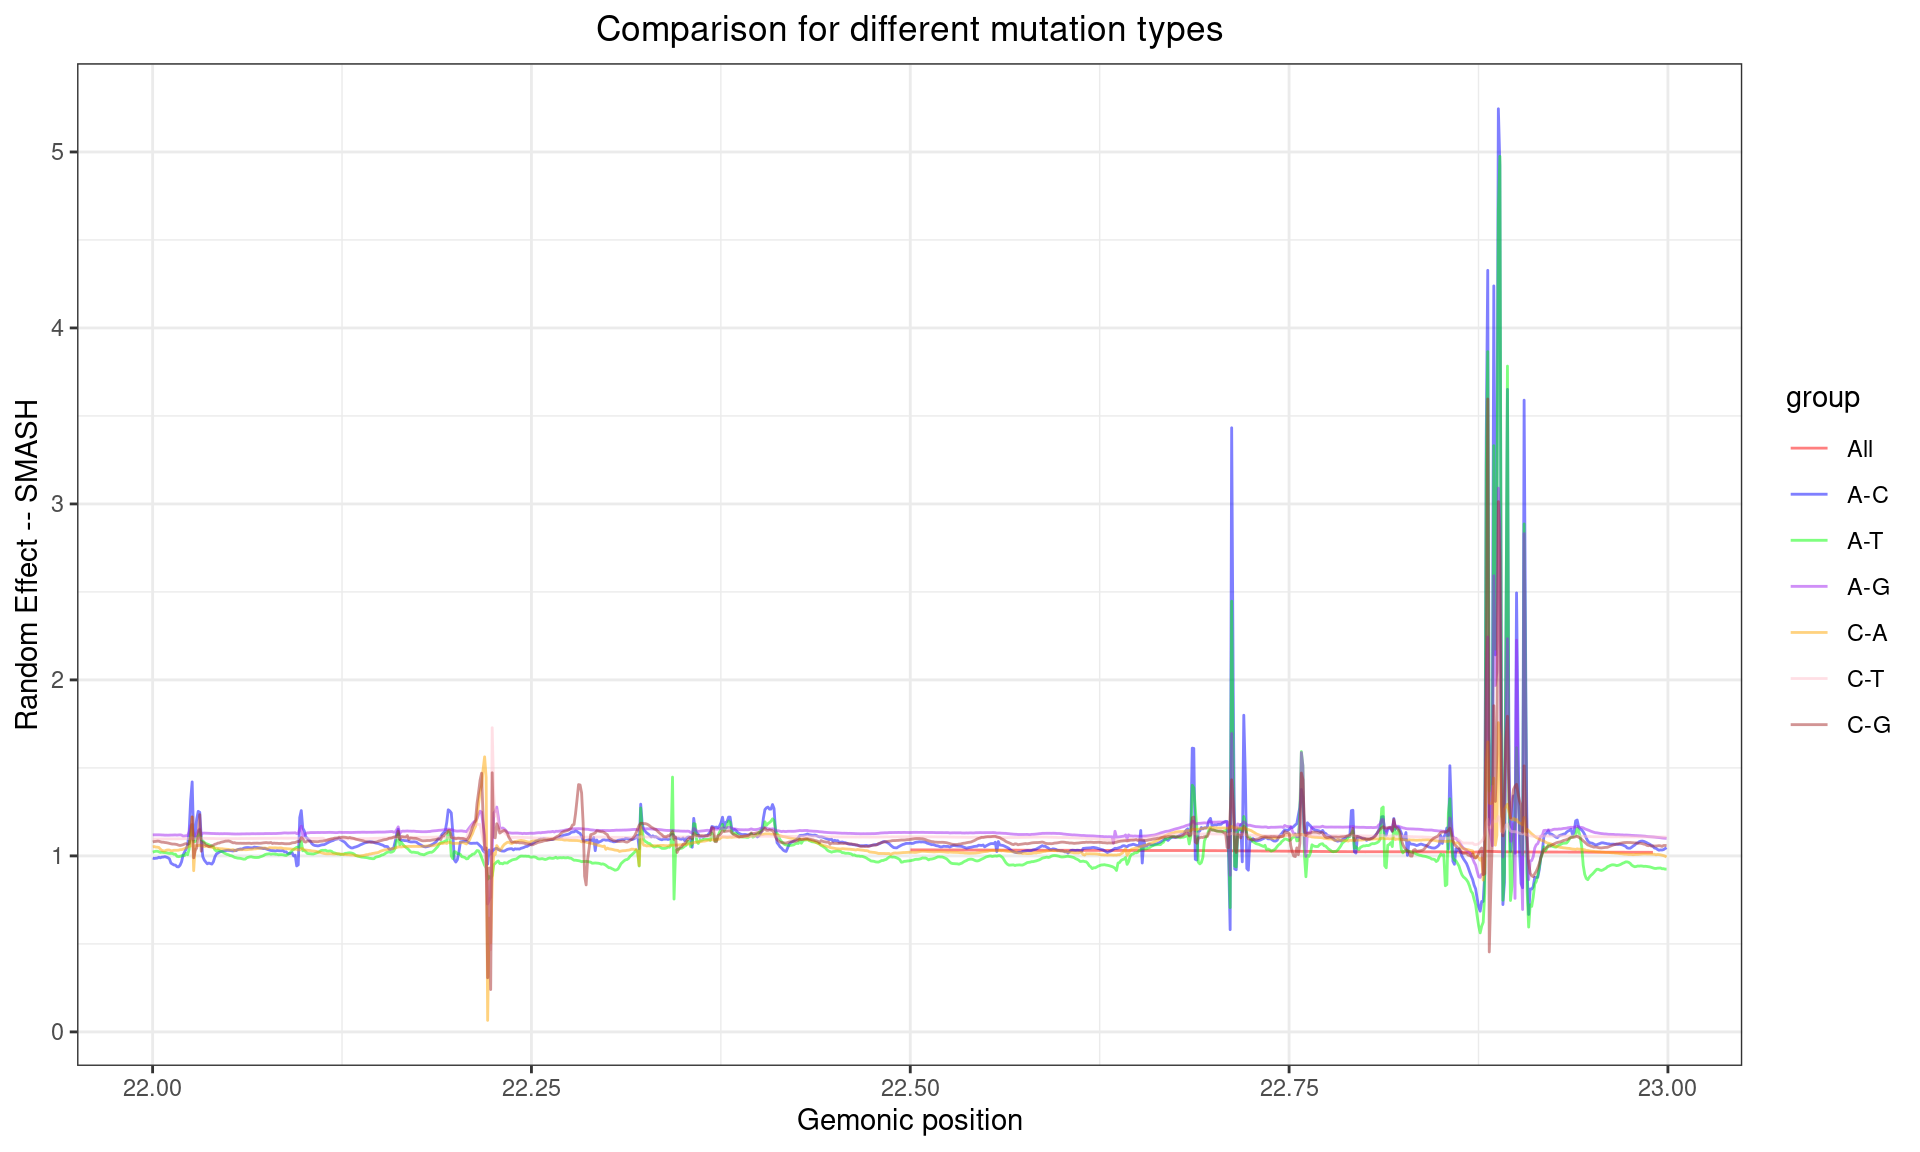 Comparison for different mutation types
Random Effect -- SMASH
5
4
3
2
1
0
22.00
22.25
22.50
22.75
23.00
Gemonic position
group
All
A-C
A-T
A-G
C-A
C-T
C-G